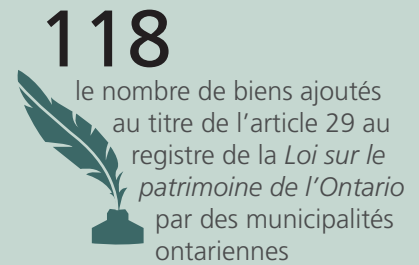 118
le nombre de biens ajoutés
au titre de l’article 29 au
registre de la Loi sur le
patrimoine de l’Ontario
par des municipalités
ontariennes